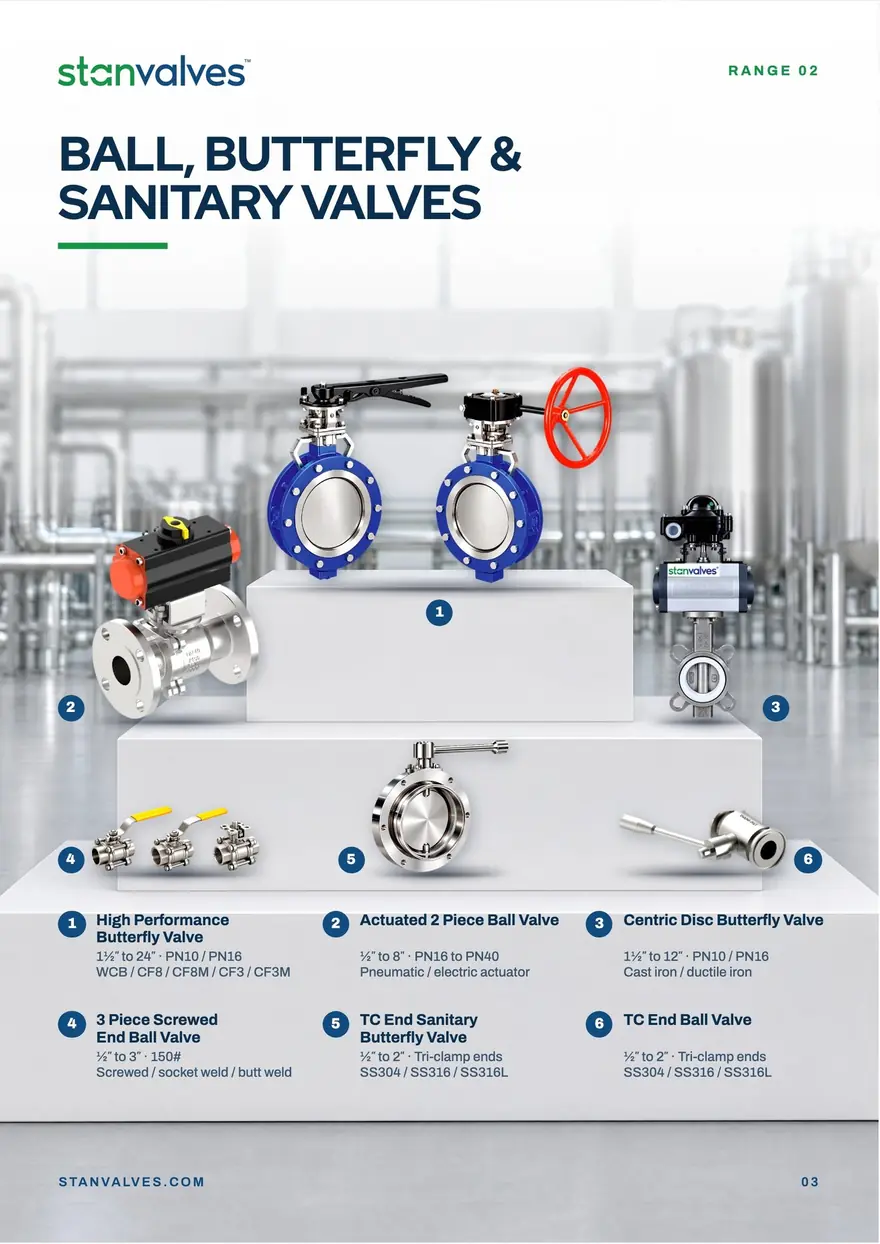 stanvalves™
RANGE 02
BALL, BUTTERFLY &
SANITARY VALVES
stanvalves
1
2
3
4
5
6
1 High Performance
Butterfly Valve
1½″ to 24″ · PN10 / PN16
WCB / CF8 / CF8M / CF3 / CF3M
2 Actuated 2 Piece Ball Valve
½″ to 8″ · PN16 to PN40
Pneumatic / electric actuator
3 Centric Disc Butterfly Valve
1½″ to 12″ · PN10 / PN16
Cast iron / ductile iron
4 3 Piece Screwed
End Ball Valve
½″ to 3″ · 150#
Screwed / socket weld / butt weld
5 TC End Sanitary
Butterfly Valve
½″ to 2″ · Tri-clamp ends
SS304 / SS316 / SS316L
6 TC End Ball Valve
½″ to 2″ · Tri-clamp ends
SS304 / SS316 / SS316L
STANVALVES.COM
03